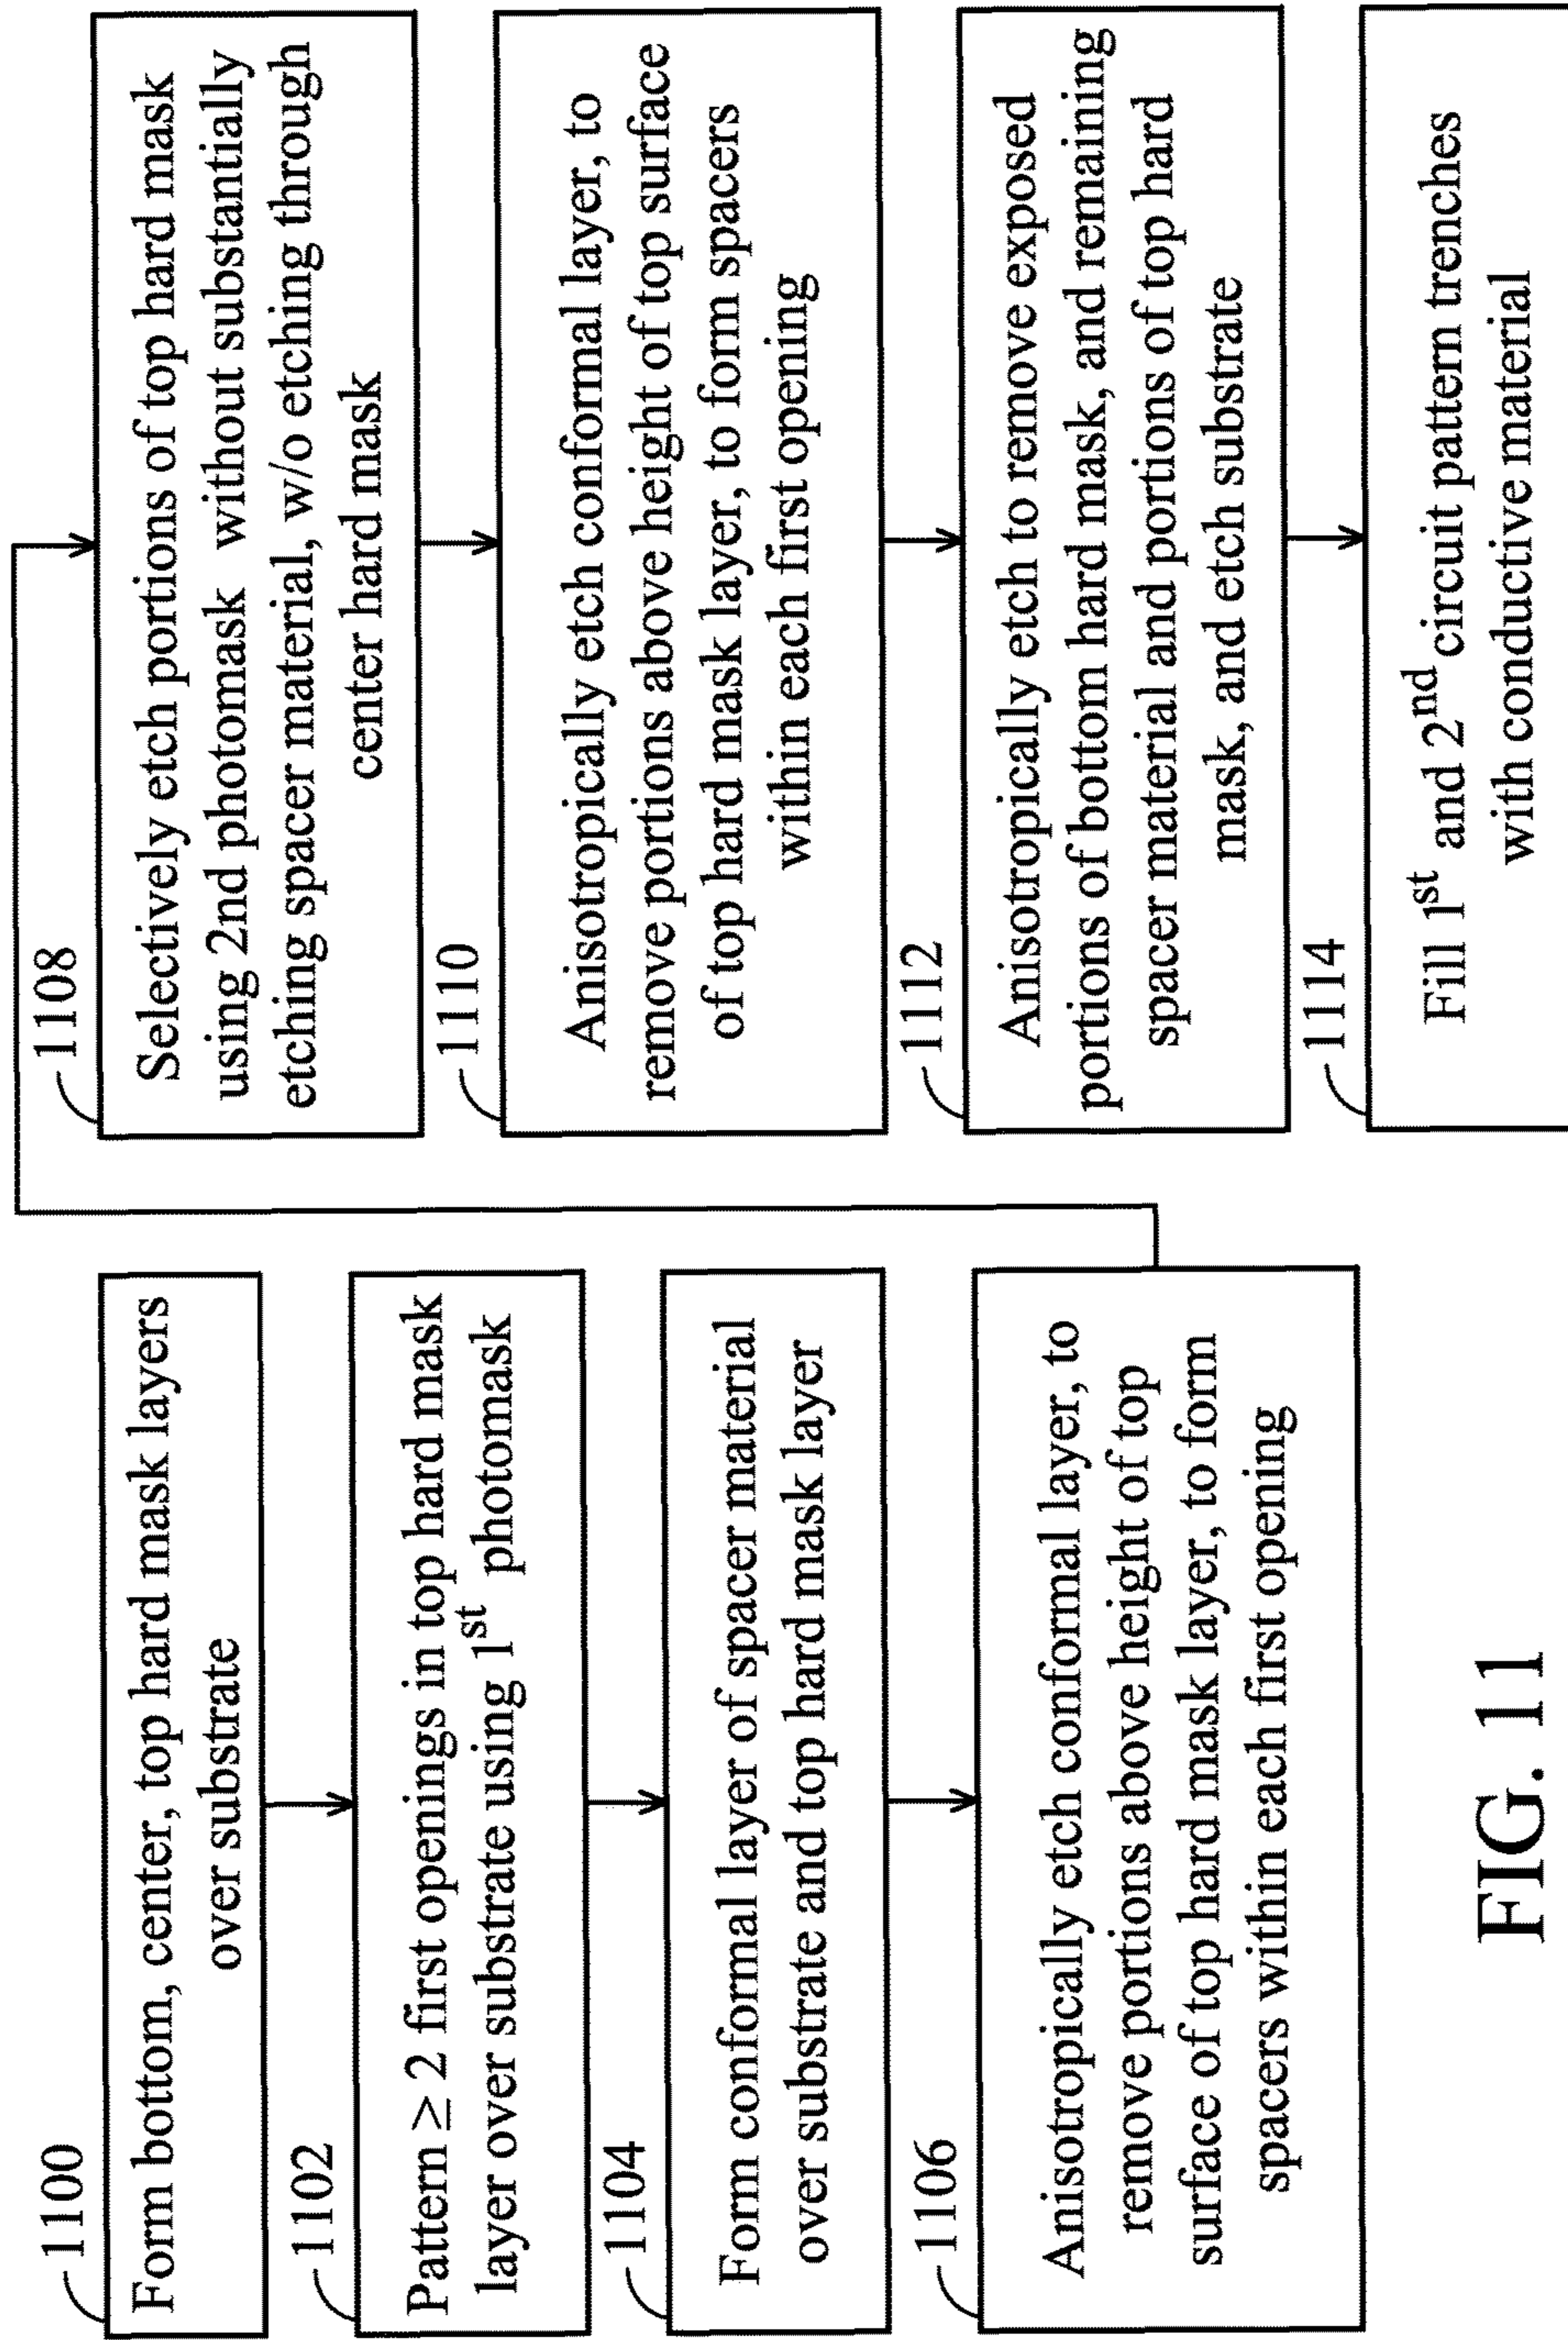 1100
Form bottom, center, top hard mask layers
over substrate
1102
Pattern ≥ 2 first openings in top hard mask
layer over substrate using 1st photomask
1104
Form conformal layer of spacer material
over substrate and top hard mask layer
1106
Anisotropically etch conformal layer, to
remove portions above height of top
surface of top hard mask layer, to form
spacers within each first opening
1108
Selectively etch portions of top hard mask
using 2nd photomask without substantially
etching spacer material, w/o etching through
center hard mask
1110
Anisotropically etch conformal layer, to
remove portions above height of top surface
of top hard mask layer, to form spacers
within each first opening
1112
Anisotropically etch to remove exposed
portions of bottom hard mask, and remaining
spacer material and portions of top hard
mask, and etch substrate
1114
Fill 1st and 2nd circuit pattern trenches
with conductive material
FIG. 11